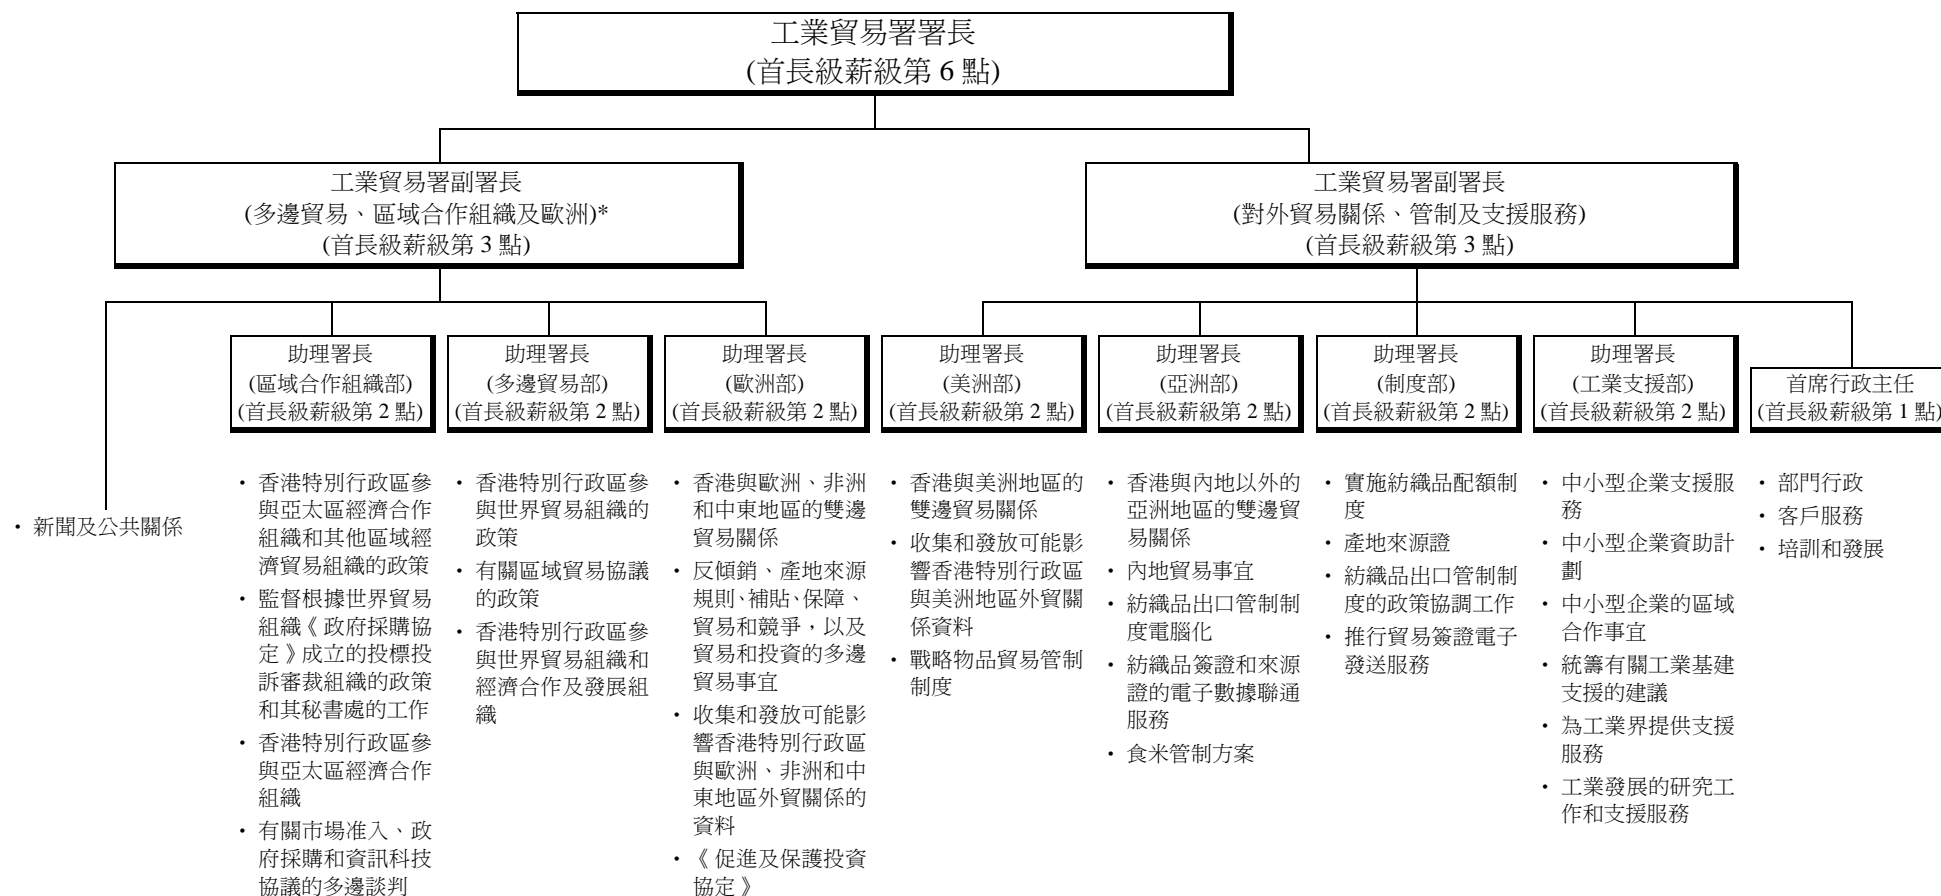 工業貿易署署長
(首長級薪級第 6 點)
工業貿易署副署長
(多邊貿易、區域合作組織及歐洲)*
(首長級薪級第 3 點)
工業貿易署副署長
(對外貿易關係、管制及支援服務)
(首長級薪級第 3 點)
• 新聞及公共關係
助理署長
(區域合作組織部)
(首長級薪級第 2 點)
• 香港特別行政區參
與亞太區經濟合作
組織和其他區域經
濟貿易組織的政策
• 監督根據世界貿易
組織《政府採購協
定》成立的投標投
訴審裁組織的政策
和其秘書處的工作
• 香港特別行政區參
與亞太區經濟合作
組織
• 有關市場准入、政
府採購和資訊科技
協議的多邊談判
助理署長
(多邊貿易部)
(首長級薪級第 2 點)
• 香港特別行政區參
與世界貿易組織的
政策
• 有關區域貿易協議
的政策
• 香港特別行政區參
與世界貿易組織和
經濟合作及發展組
織
助理署長
(歐洲部)
(首長級薪級第 2 點)
• 香港與歐洲、非洲
和中東地區的雙邊
貿易關係
• 反傾銷、產地來源
規則、補貼、保障、
貿易和競爭，以及
貿易和投資的多邊
貿易事宜
• 收集和發放可能影
響香港特別行政區
與歐洲、非洲和中
東地區外貿關係的
資料
• 《促進及保護投資
協定》
助理署長
(美洲部)
(首長級薪級第 2 點)
• 香港與美洲地區的
雙邊貿易關係
• 收集和發放可能影
響香港特別行政區
與美洲地區外貿關
係資料
• 戰略物品貿易管制
制度
助理署長
(亞洲部)
(首長級薪級第 2 點)
• 香港與內地以外的
亞洲地區的雙邊貿
易關係
• 內地貿易事宜
• 紡織品出口管制制
度電腦化
• 紡織品簽證和來源
證的電子數據聯通
服務
• 食米管制方案
助理署長
(制度部)
(首長級薪級第 2 點)
• 實施紡織品配額制
度
• 產地來源證
• 紡織品出口管制制
度的政策協調工作
• 推行貿易簽證電子
發送服務
助理署長
(工業支援部)
(首長級薪級第 2 點)
• 中小型企業支援服
務
• 中小型企業資助計
劃
• 中小型企業的區域
合作事宜
• 統籌有關工業基建
支援的建議
• 為工業界提供支援
服務
• 工業發展的研究工
作和支援服務
首席行政主任
(首長級薪級第 1 點)
• 部門行政
• 客戶服務
• 培訓和發展